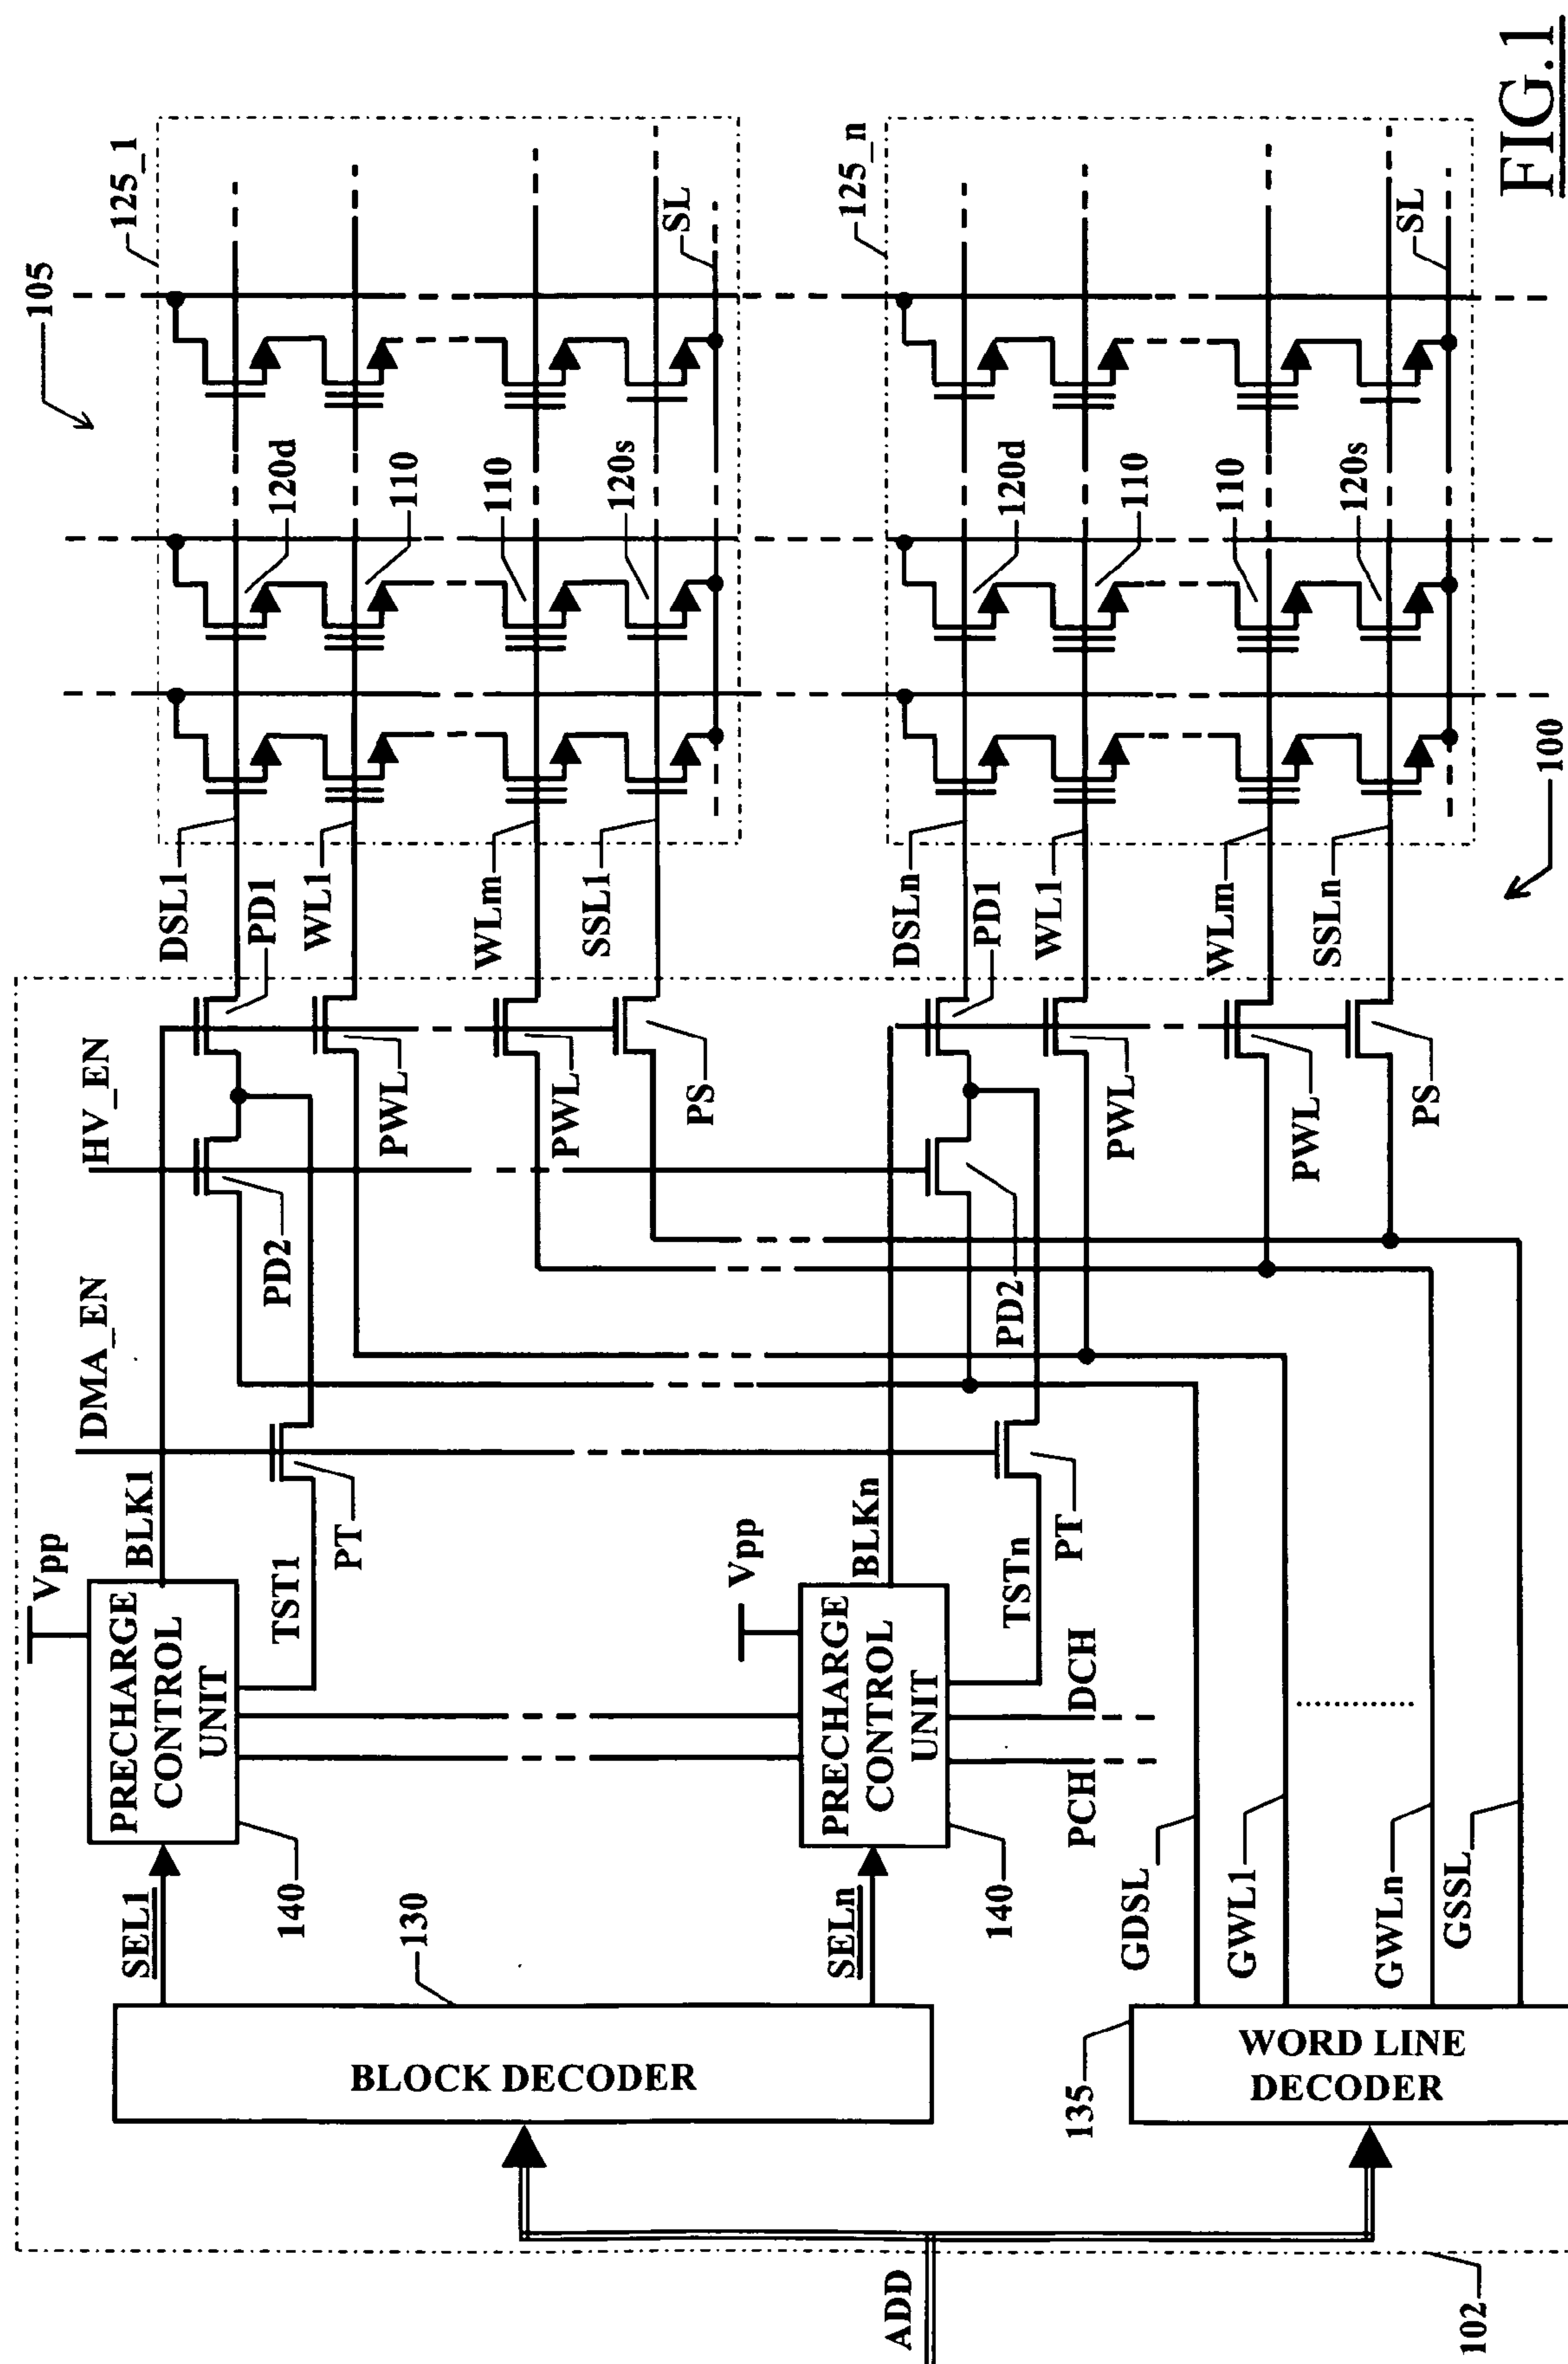 FIG.1
105
125_1
125_n
SL
SL
120d
110
110
120s
120d
110
110
120s
100
DSL1
PD1
WL1
WLm
SSL1
DSLn
PD1
WL1
WLm
SSLn
HV_EN
PWL
PWL
PS
PWL
PWL
PS
PD2
PD2
DMA_EN
Vpp
BLK1
PT
TST1
Vpp
BLKn
PT
TSTn
PRECHARGE
CONTROL
UNIT
PRECHARGE
CONTROL
UNIT
DCH
PCH
SEL1
140
130
SELn
140
GDSL
GWL1
GWLn
GSSL
BLOCK DECODER
135
WORD LINE
DECODER
ADD
102